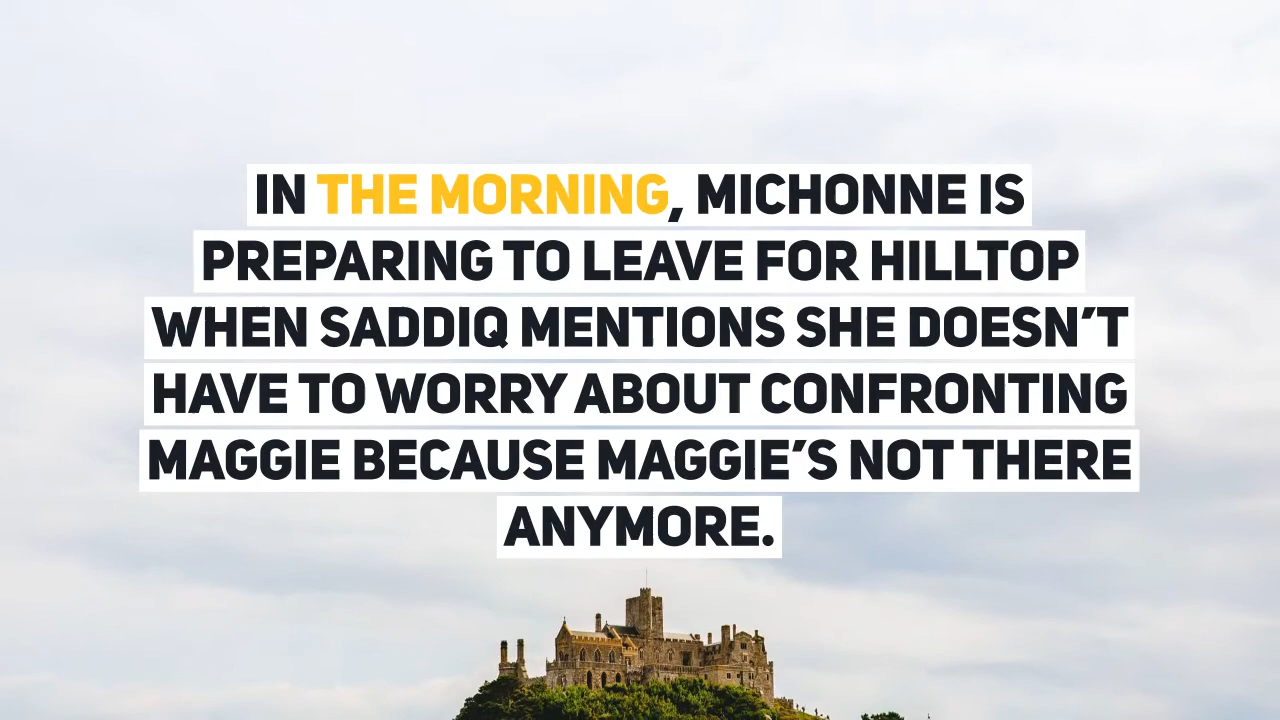 IN THE MORNING, MICHONNE IS
PREPARING TO LEAVE FOR HILLTOP
WHEN SADDIQ MENTIONS SHE DOESN’T
HAVE TO WORRY ABOUT CONFRONTING
MAGGIE BECAUSE MAGGIE’S NOT THERE
ANYMORE.